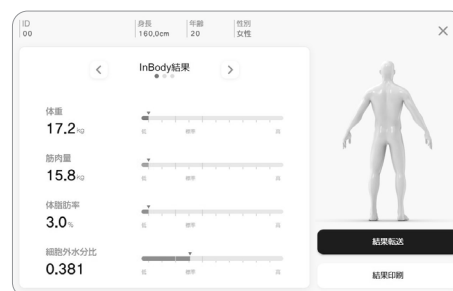 ID
00
身長
160,0cm
年齢
20
性別
女性
InBody結果
体重
17.2kg
低 標準 高
筋肉量
15.8kg
低 標準 高
体脂肪率
3.0%
低 標準 高
細胞外水分比
0.381
低 標準 高
結果転送
結果印刷